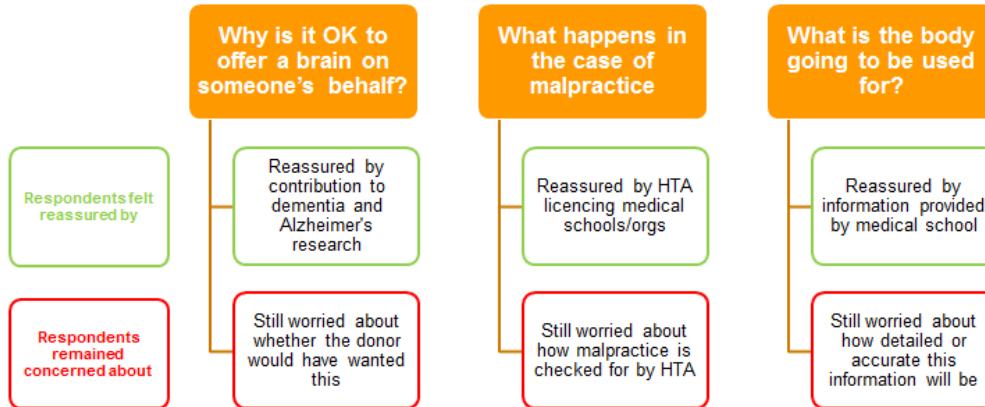 Why is it OK to
offer a brain on
someone's behalf?
What happens in
the case of
malpractice
What is the body
going to be used
for?
Respondents felt
reassured by
Reassured by
contribution to
dementia and
Alzheimer's
research
Reassured by HTA
licencing medical
schools/orgs
Reassured by
information provided
by medical school
Respondents
remained
concerned about
Still worried about
whether the donor
would have wanted
this
Still worried about
how malpractice is
checked for by HTA
Still worried about
how detailed or
accurate this
information will be